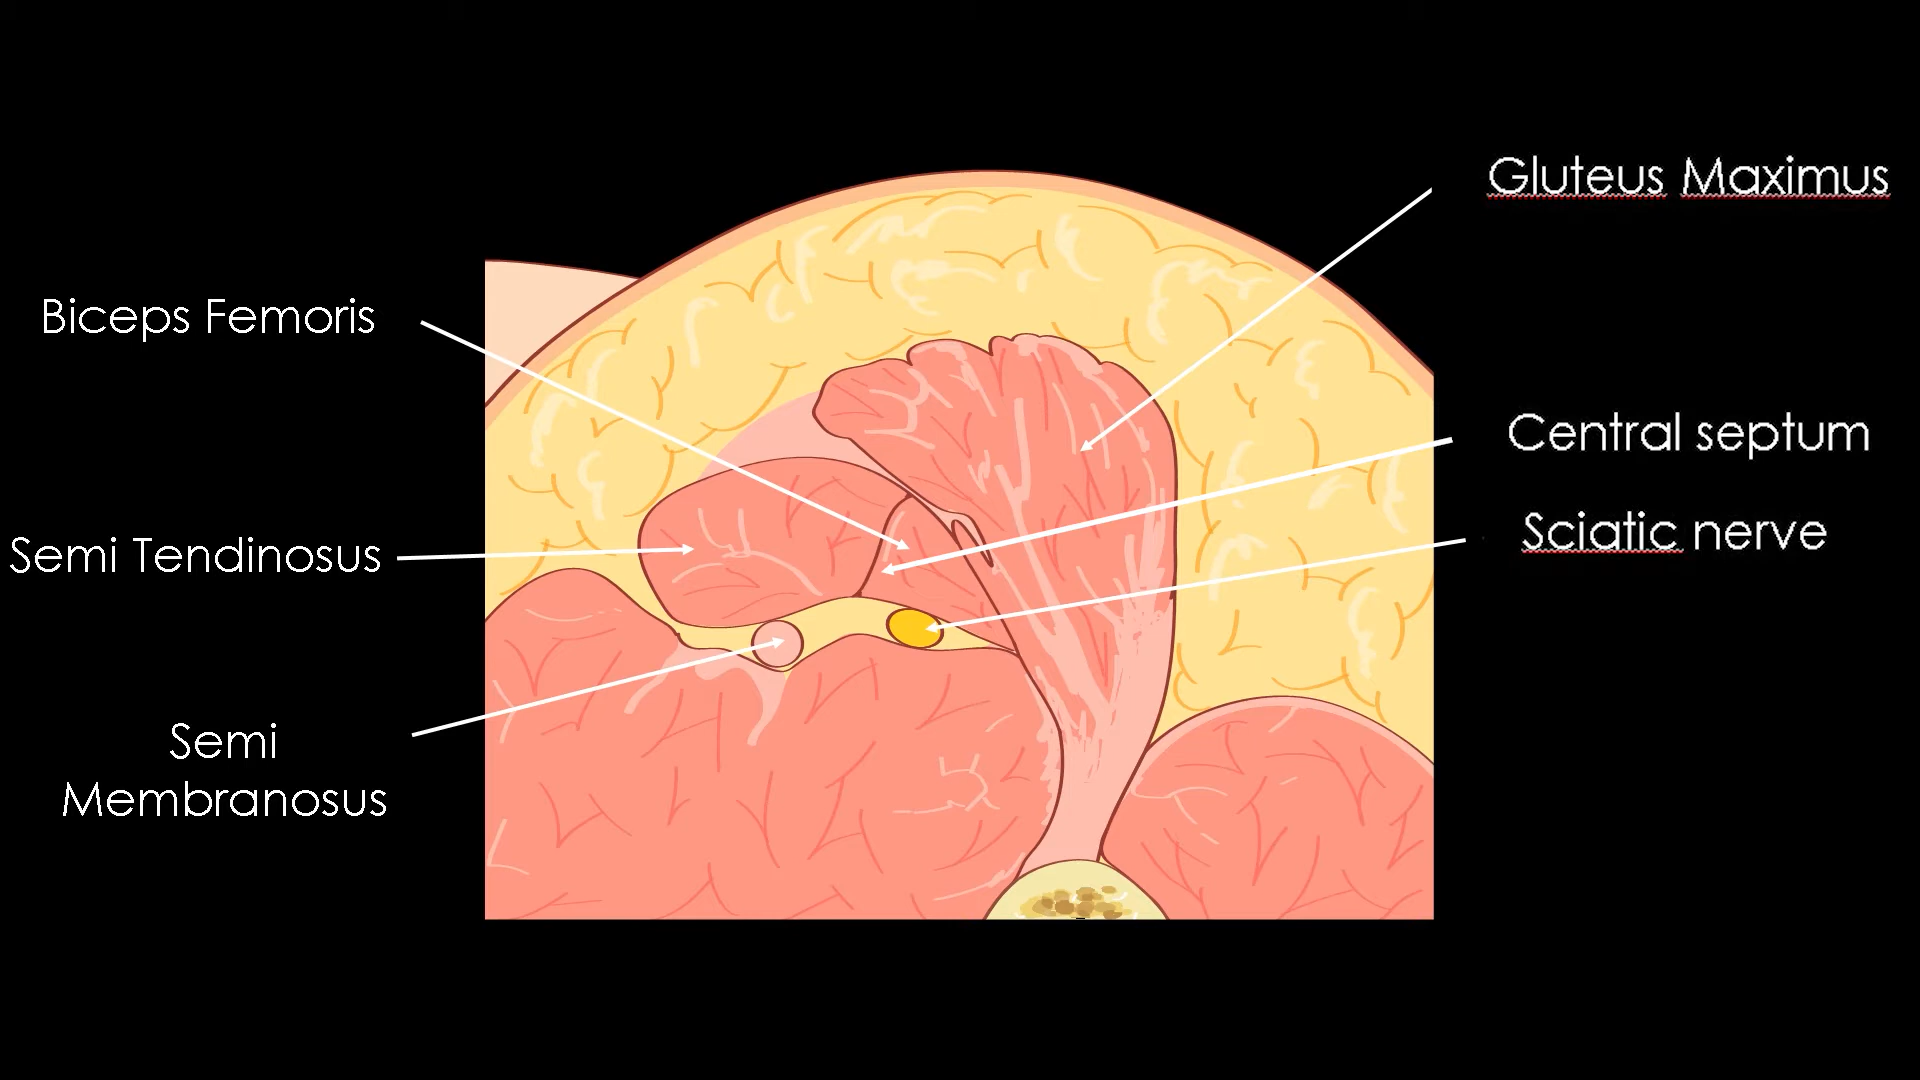 Gluteus Maximus
Biceps Femoris
Central septum
Sciatic nerve
Semi Tendinosus
Semi
Membranosus